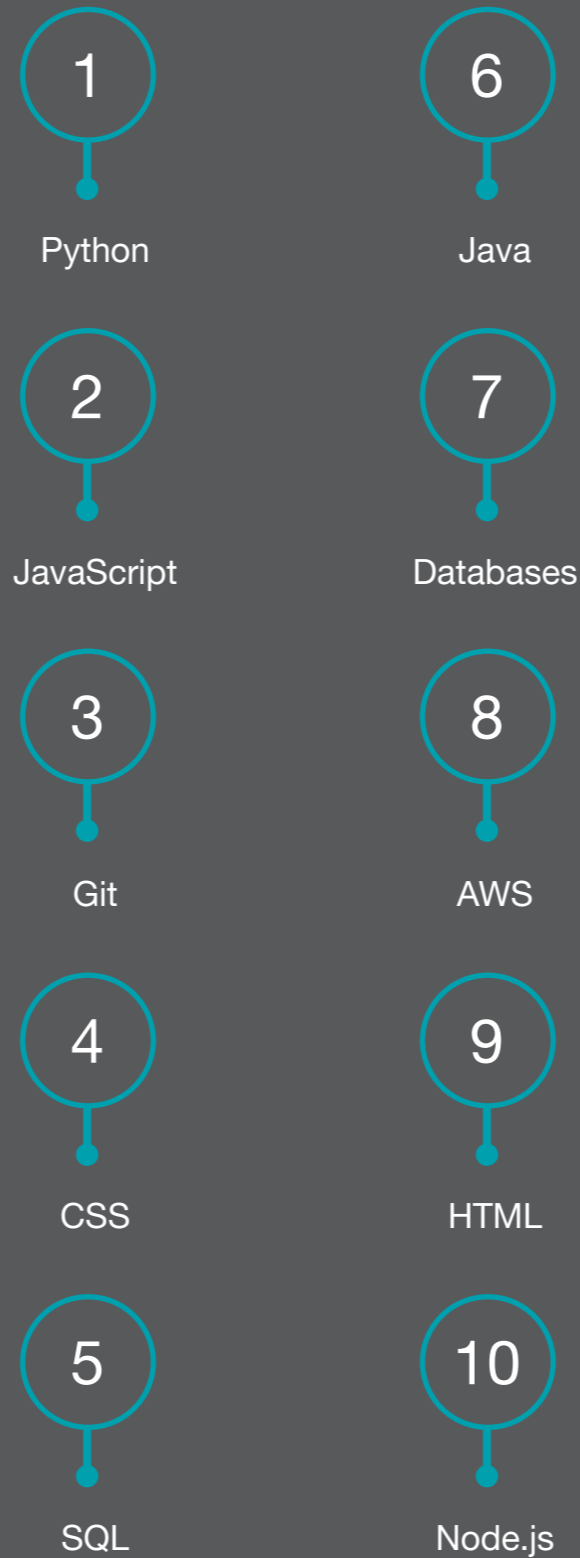 1
Python
2
JavaScript
3
Git
4
CSS
5
SQL
6
Java
7
Databases
8
AWS
9
HTML
10
Node.js